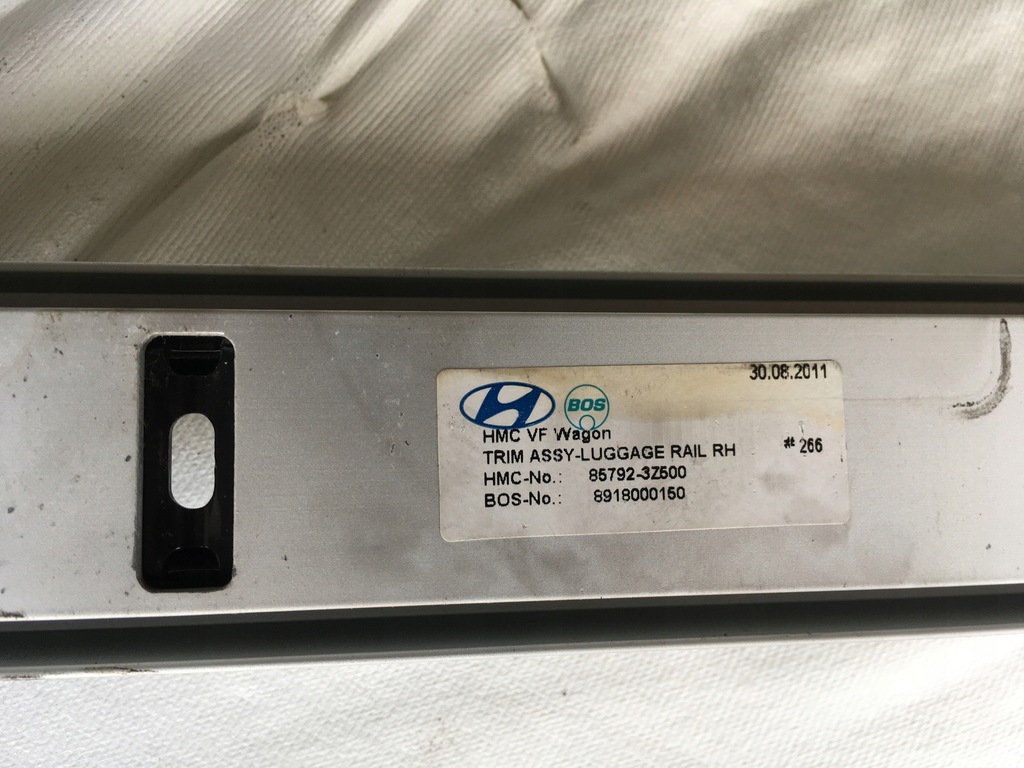 30.08.2011
BOS
HMC VF Wagon
# 266
TRIM ASSY-LUGGAGE RAIL RH
HMC-No.: 85792-3Z500
BOS-No.: 8918000150